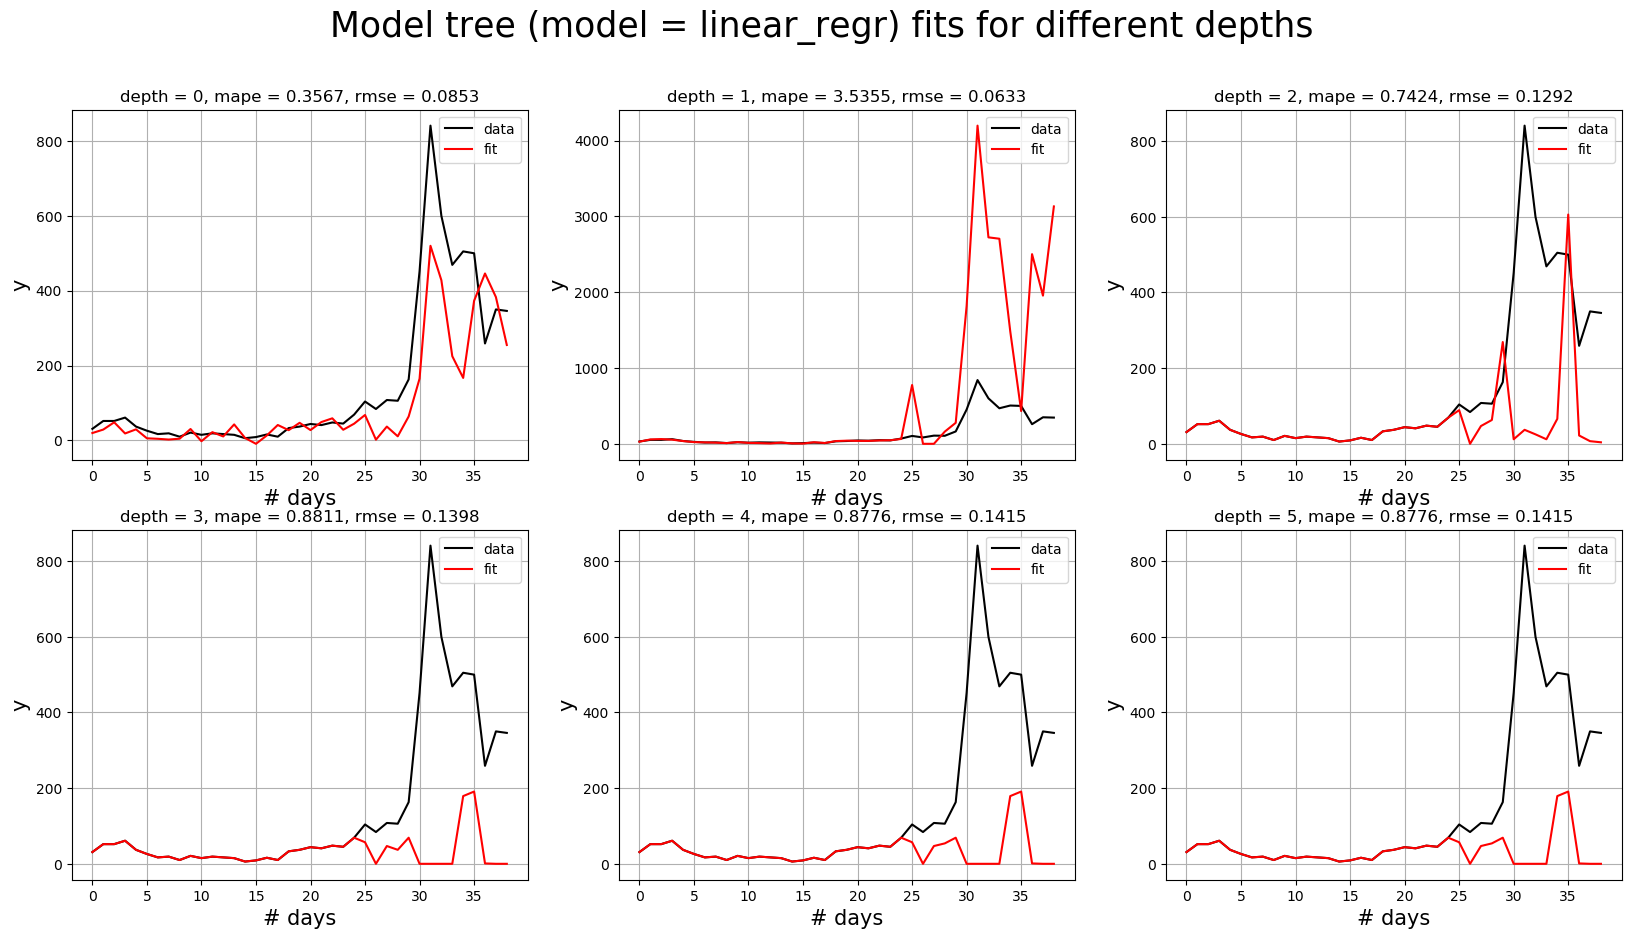 Model tree (model = linear_regr) fits for different depths
depth = 0, mape = 0.3567, rmse = 0.0853
data
fit
800
600
400
200
0
y
0 5 10 15 20 25 30 35
# days
depth = 1, mape = 3.5355, rmse = 0.0633
data
fit
4000
3000
2000
1000
0
y
0 5 10 15 20 25 30 35
# days
depth = 2, mape = 0.7424, rmse = 0.1292
data
fit
800
600
400
200
0
y
0 5 10 15 20 25 30 35
# days
depth = 3, mape = 0.8811, rmse = 0.1398
data
fit
800
600
400
200
0
y
0 5 10 15 20 25 30 35
# days
depth = 4, mape = 0.8776, rmse = 0.1415
data
fit
800
600
400
200
0
y
0 5 10 15 20 25 30 35
# days
depth = 5, mape = 0.8776, rmse = 0.1415
data
fit
800
600
400
200
0
y
0 5 10 15 20 25 30 35
# days